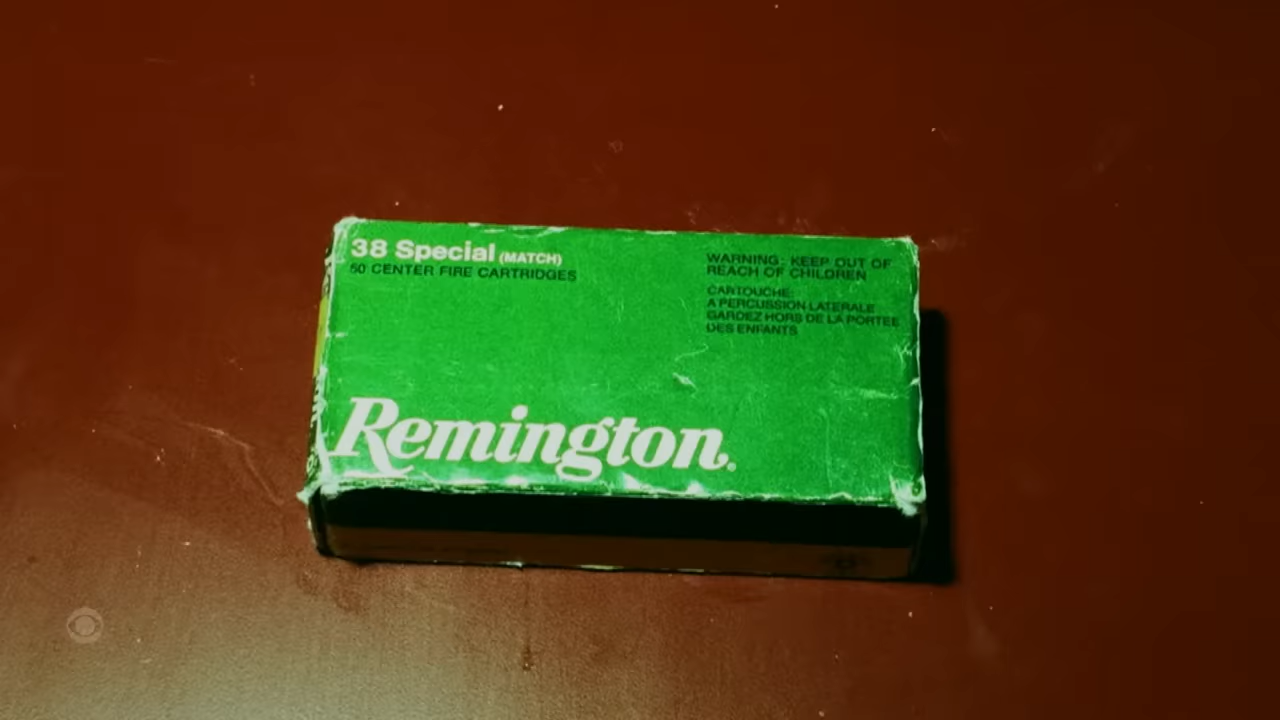 38 Special (MATCH)
50 CENTER FIRE CARTRIDGES
WARNING: KEEP OUT OF
REACH OF CHILDREN
CARTOUCHE:
A PERCUSSION LATERALE
GARDEZ HORS DE LA PORTEE
DES ENFANTS
Remington®